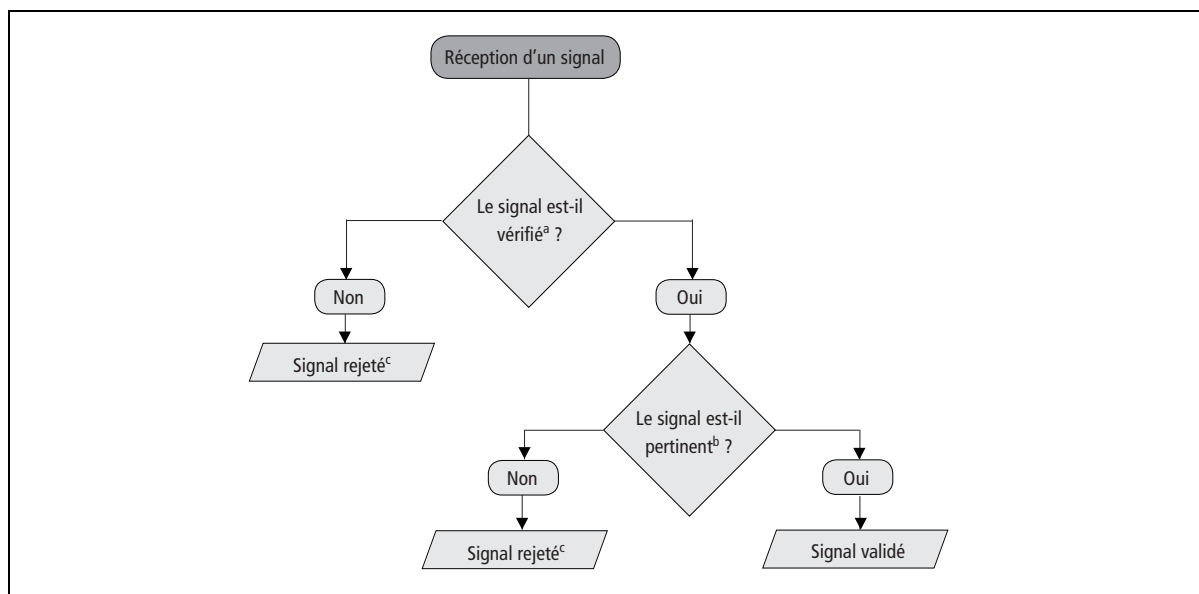 Réception d’un signal
Le signal est-il
vérifiéᵃ ?
Non
Oui
Signal rejetéᶜ
Le signal est-il
pertinentᵇ ?
Non
Oui
Signal rejetéᶜ
Signal validé